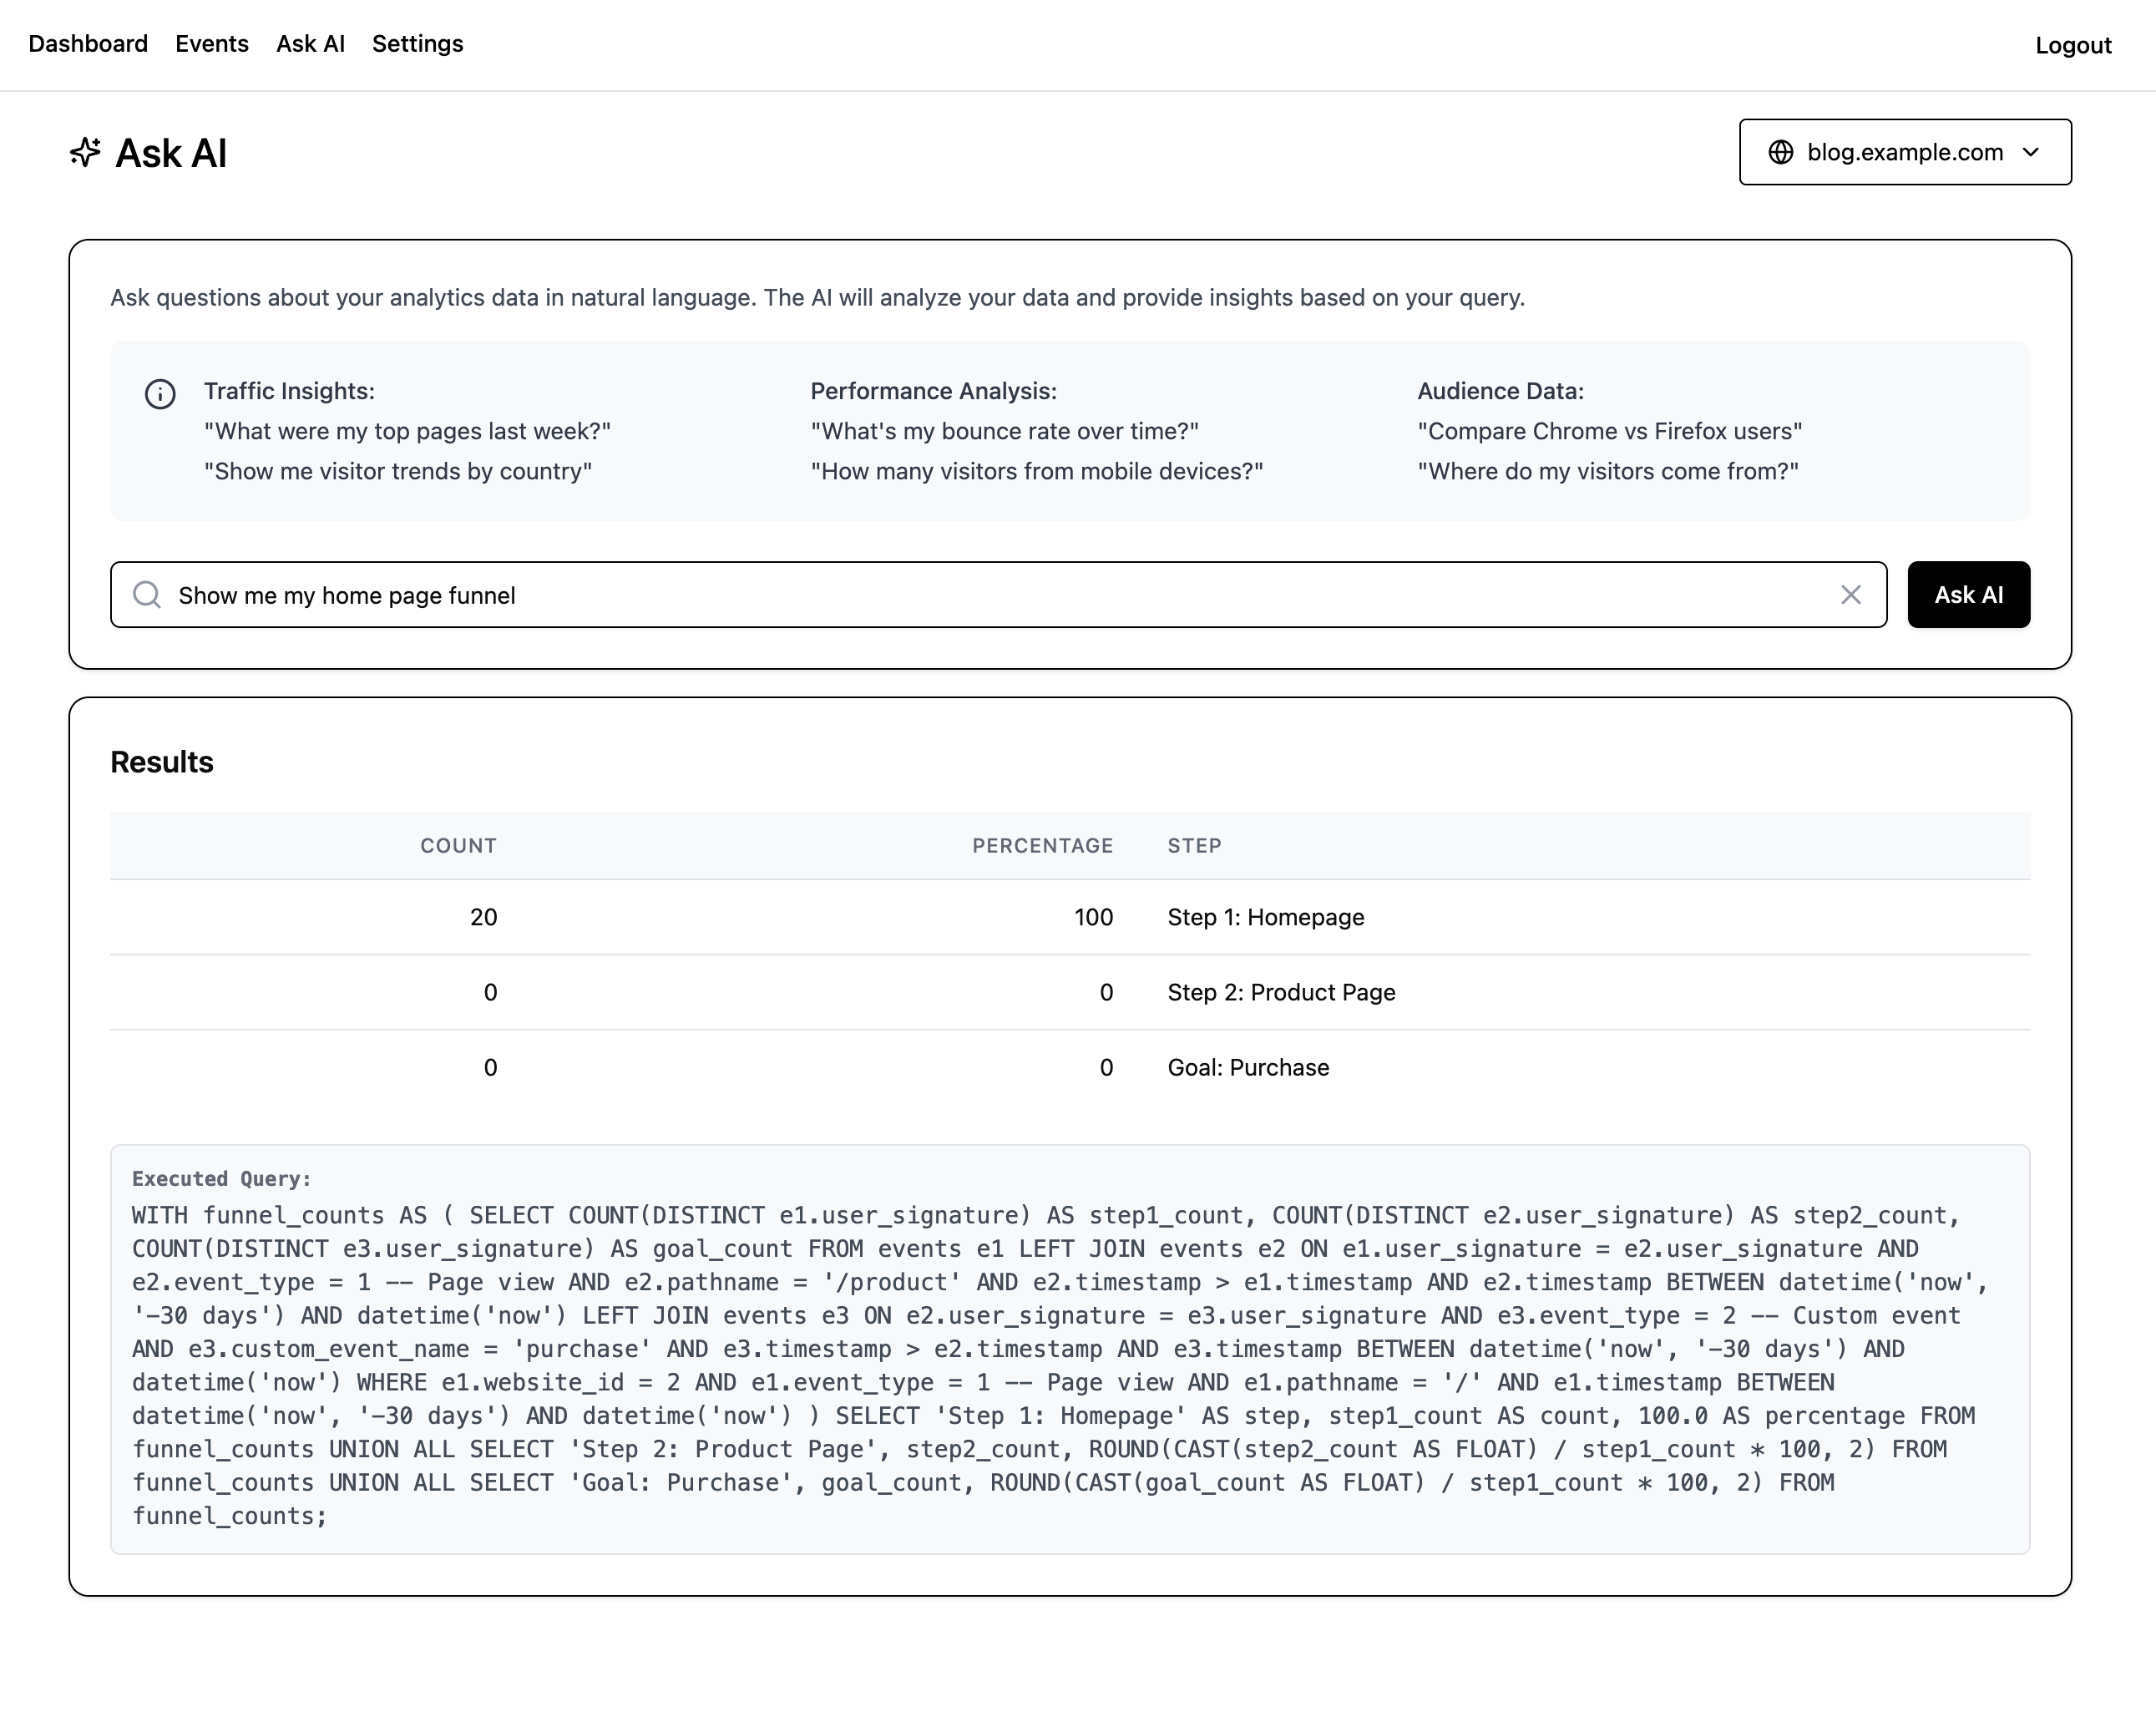 Dashboard Events Ask AI Settings Logout
Ask AI
blog.example.com
Ask questions about your analytics data in natural language. The AI will analyze your data and provide insights based on your query.
Traffic Insights:
"What were my top pages last week?"
"Show me visitor trends by country"
Performance Analysis:
"What's my bounce rate over time?"
"How many visitors from mobile devices?"
Audience Data:
"Compare Chrome vs Firefox users"
"Where do my visitors come from?"
Show me my home page funnel
Ask AI
Results
COUNT PERCENTAGE STEP
20 100 Step 1: Homepage
0 0 Step 2: Product Page
0 0 Goal: Purchase
Executed Query:
WITH funnel_counts AS ( SELECT COUNT(DISTINCT e1.user_signature) AS step1_count, COUNT(DISTINCT e2.user_signature) AS step2_count,
COUNT(DISTINCT e3.user_signature) AS goal_count FROM events e1 LEFT JOIN events e2 ON e1.user_signature = e2.user_signature AND
e2.event_type = 1 -- Page view AND e2.pathname = '/product' AND e2.timestamp > e1.timestamp AND e2.timestamp BETWEEN datetime('now',
'-30 days') AND datetime('now') LEFT JOIN events e3 ON e2.user_signature = e3.user_signature AND e3.event_type = 2 -- Custom event
AND e3.custom_event_name = 'purchase' AND e3.timestamp > e2.timestamp AND e3.timestamp BETWEEN datetime('now', '-30 days') AND
datetime('now') WHERE e1.website_id = 2 AND e1.event_type = 1 -- Page view AND e1.pathname = '/' AND e1.timestamp BETWEEN
datetime('now', '-30 days') AND datetime('now') ) SELECT 'Step 1: Homepage' AS step, step1_count AS count, 100.0 AS percentage FROM
funnel_counts UNION ALL SELECT 'Step 2: Product Page', step2_count, ROUND(CAST(step2_count AS FLOAT) / step1_count * 100, 2) FROM
funnel_counts UNION ALL SELECT 'Goal: Purchase', goal_count, ROUND(CAST(goal_count AS FLOAT) / step1_count * 100, 2) FROM
funnel_counts;